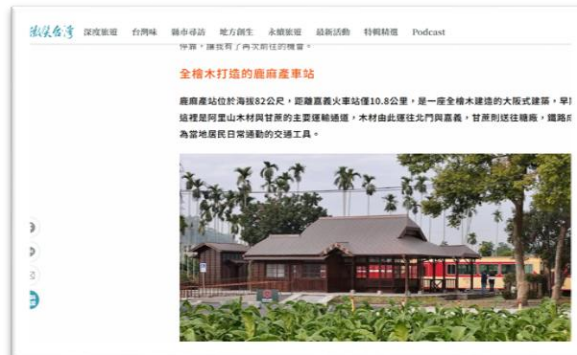 微笑台灣 深度旅遊 台灣味 縣市尋訪 地方創生 永續旅遊 最新活動 特輯精選 Podcast
停靠,讓我有了再次前往的機會。
全檜木打造的鹿麻產車站
鹿麻產站位於海拔82公尺,距離嘉義火車站僅10.8公里,是一座全檜木建造的大阪式建築,早
這裡是阿里山木材與甘蔗的主要運輸通道,木材由此運往北門與嘉義,甘蔗則送往糖廠,鐵路
為當地居民日常通勤的交通工具。